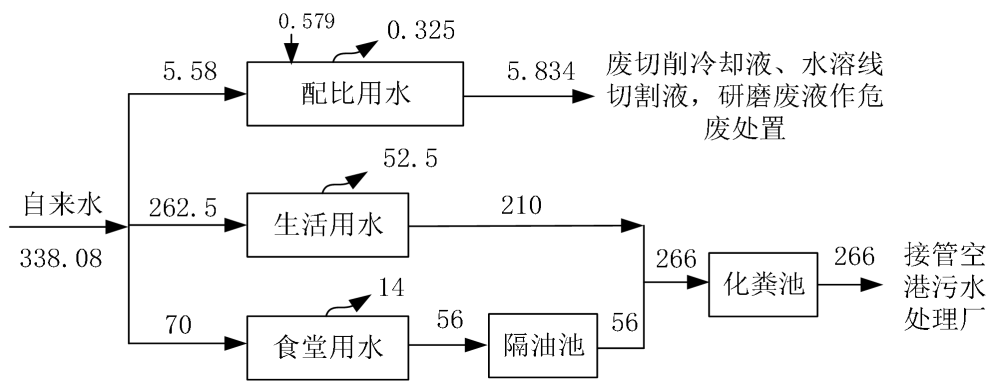 0.579
0.325
5.58
配比用水
5.834
废切削冷却液、水溶线
切割液，研磨废液作危
废处置
52.5
自来水
262.5
生活用水
210
338.08
266
化粪池
266
接管空
港污水
处理厂
14
70
食堂用水
56
隔油池
56